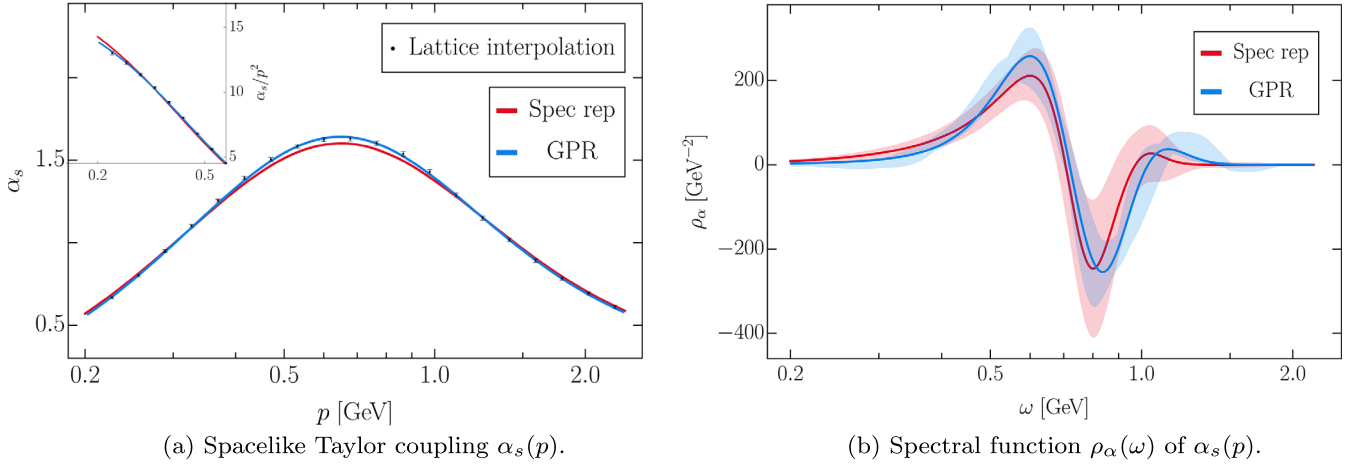 15
10
5
α_s/p²
0.2
0.5
Lattice interpolation
Spec rep
GPR
α_s
1.5
0.5
0.2
0.5
1.0
2.0
p [GeV]
(a) Spacelike Taylor coupling α_s(p).
Spec rep
GPR
ρ_α [GeV⁻²]
200
0
−200
−400
0.2
0.5
1.0
2.0
ω [GeV]
(b) Spectral function ρ_α(ω) of α_s(p).